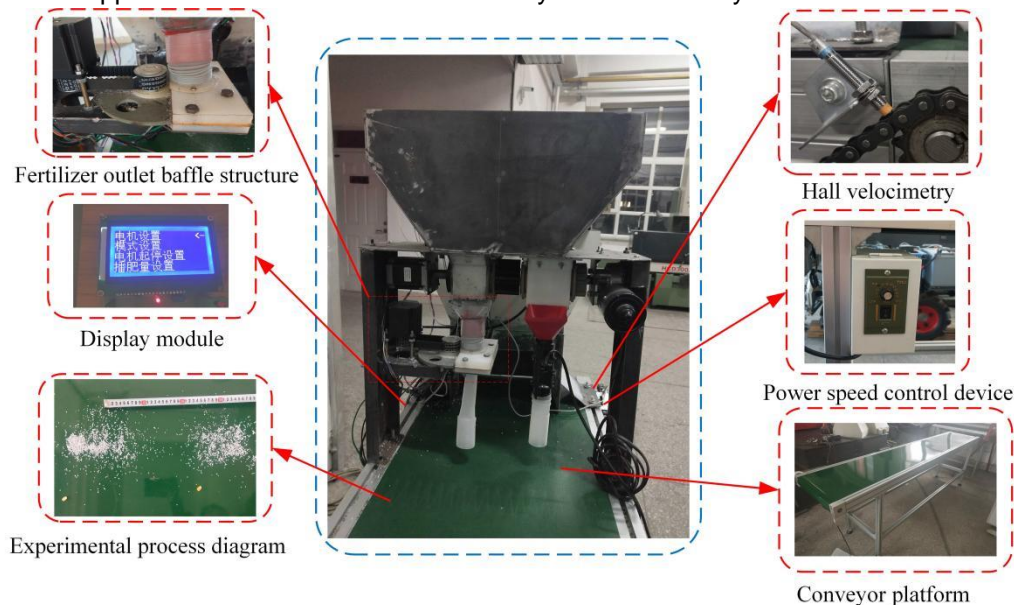 Fertilizer outlet baffle structure
Hall velocimetry
电机设置
模式设置
电机起停设置
播肥量设置
Display module
Power speed control device
Experimental process diagram
Conveyor platform